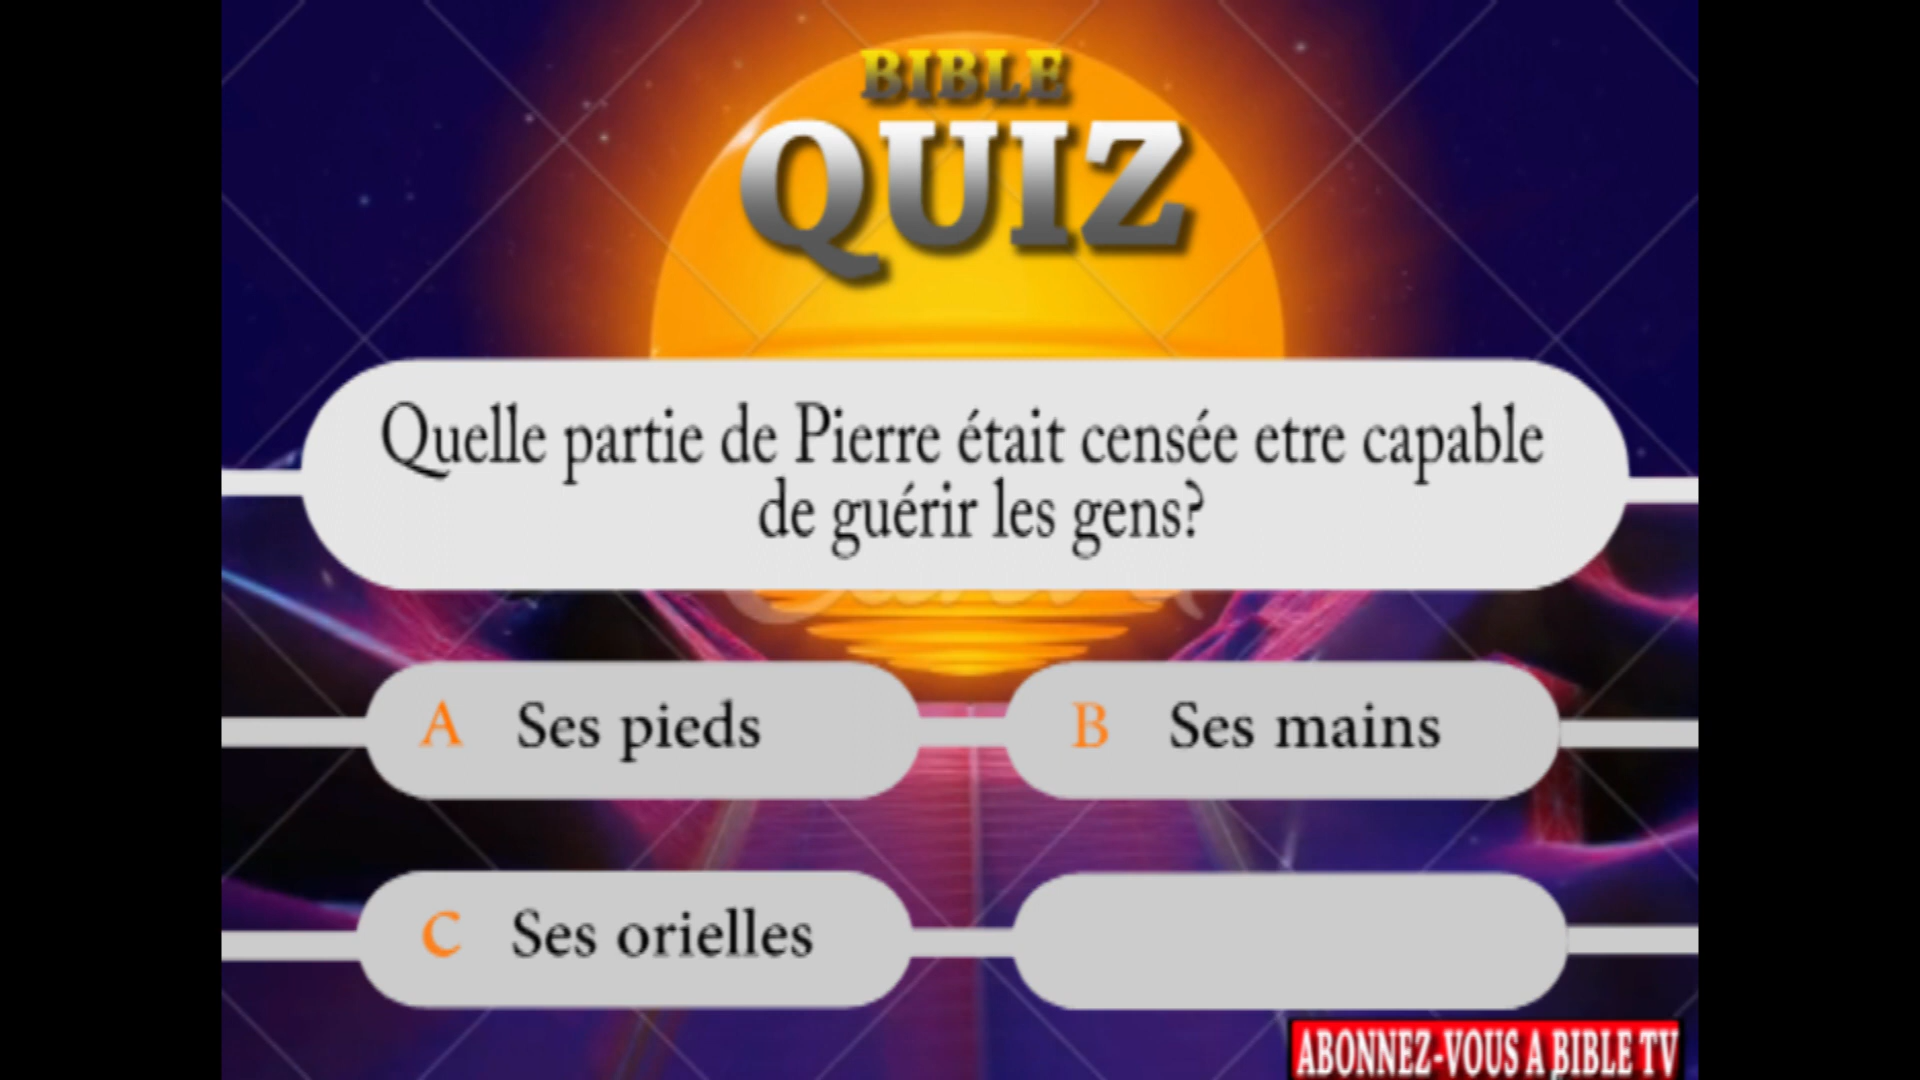 BIBLE
QUIZ
Quelle partie de Pierre était censée etre capable
de guérir les gens?
A Ses pieds
B Ses mains
C Ses orielles
ABONNEZ-VOUS A BIBLE TV